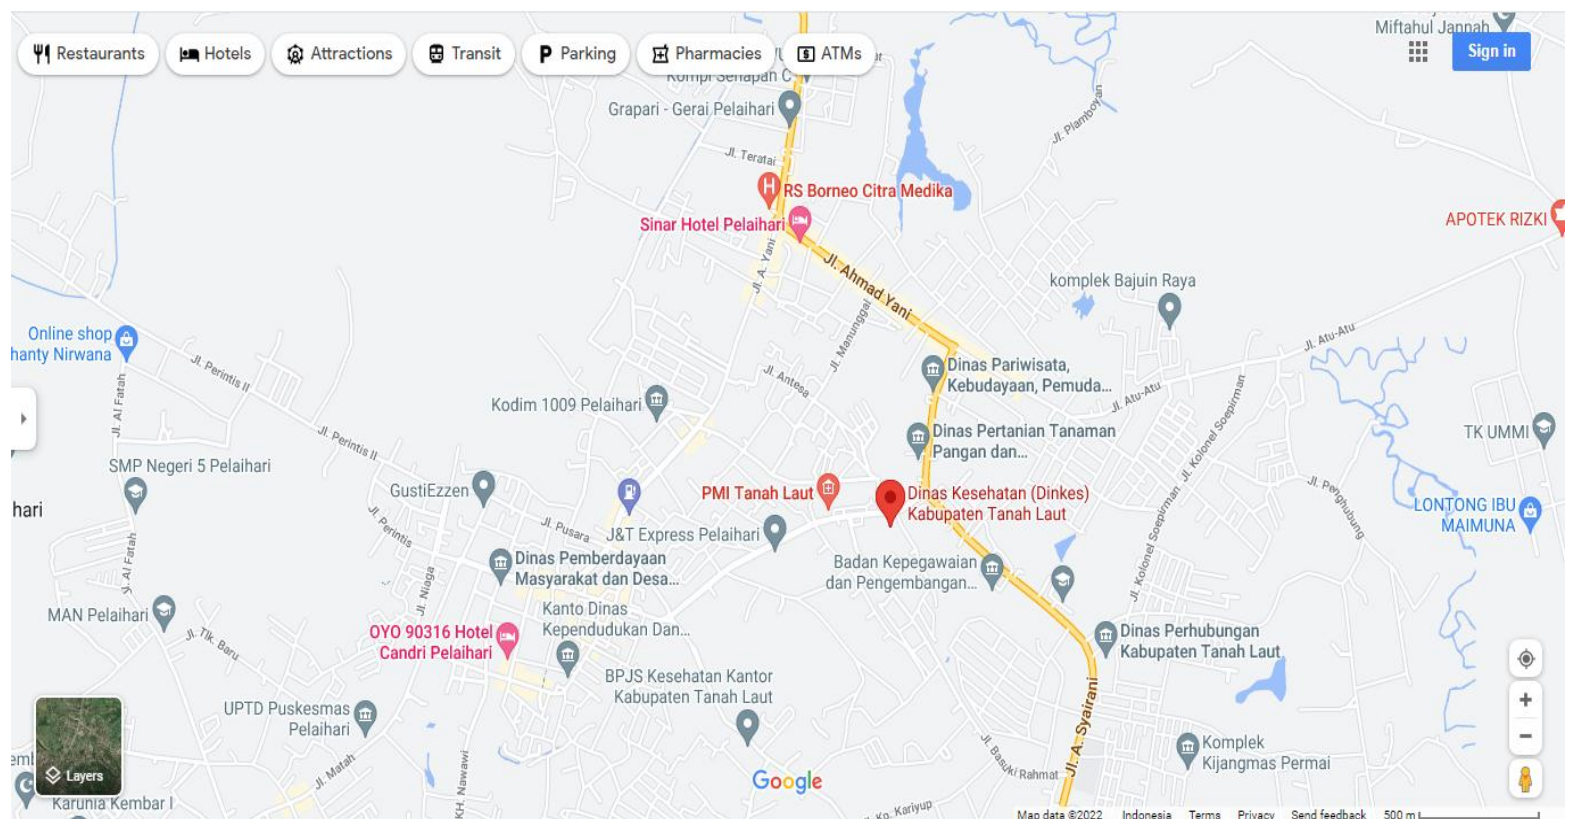 Restaurants
Hotels
Attractions
Transit
Parking
Pharmacies
ATMs
Miftahul Jannah
Sign in
Grapari - Gerai Pelaihari
Jl. Teratai
Jl. Plamboyan
RS Borneo Citra Medika
Sinar Hotel Pelaihari
APOTEK RIZKI
Jl. A. Yani
Jl. Ahmad Yani
komplek Bajuin Raya
Online shop
hanty Nirwana
Jl. Manunggal
Jl. Atu-Atu
Jl. Perintis II
Jl. Antesa
Dinas Pariwisata,
Kebudayaan, Pemuda...
Jl. Atu-Atu
Jl. Al Fatah
Kodim 1009 Pelaihari
Jl. Kolonel Soepirman
Jl. Perintis II
Dinas Pertanian Tanaman
Pangan dan...
TK UMMI
SMP Negeri 5 Pelaihari
GustiEzzen
PMI Tanah Laut
Dinas Kesehatan (Dinkes)
Kabupaten Tanah Laut
Jl. Penghubung
hari
LONTONG IBU
MAIMUNA
Jl. Perintis
Jl. Pusara
J&T Express Pelaihari
Jl. Kolonel Soepirman
Dinas Pemberdayaan
Masyarakat dan Desa...
Badan Kepegawaian
dan Pengembangan...
Al Fatah
Jl. Niaga
MAN Pelaihari
Kanto Dinas
Kependudukan Dan...
Jl. Tlk. Baru
OYO 90316 Hotel
Candri Pelaihari
Dinas Perhubungan
Kabupaten Tanah Laut
BPJS Kesehatan Kantor
Kabupaten Tanah Laut
UPTD Puskesmas
Pelaihari
Jl. A. Syairani
Komplek
Kijangmas Permai
Jl. Basuki Rahmat
Layers
Jl. Matah
KH. Nawawi
Google
Karunia Kembar I
Kariyup
Map data ©2022
Indonesia
Terms
Privacy
Send feedback
500 m